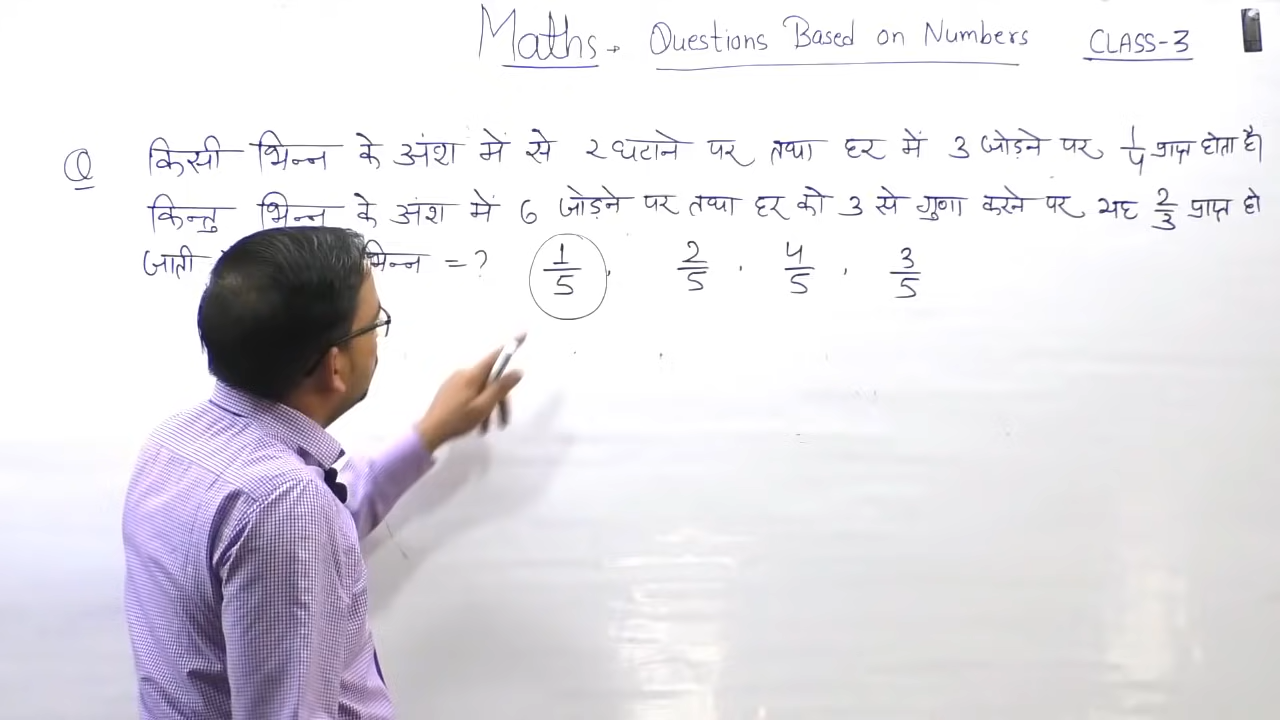 Maths. Questions Based on Numbers CLASS-3
Q किसी भिन्न के अंश में से 2 घटाने पर तथा हर में 3 जोड़ने पर 1/4 प्राप्त होता है।
किन्तु भिन्न के अंश में 6 जोड़ने पर तथा हर को 3 से गुणा करने पर यह 2/3 प्राप्त हो
जाती भिन्न = ? 1/5, 2/5, 4/5, 3/5